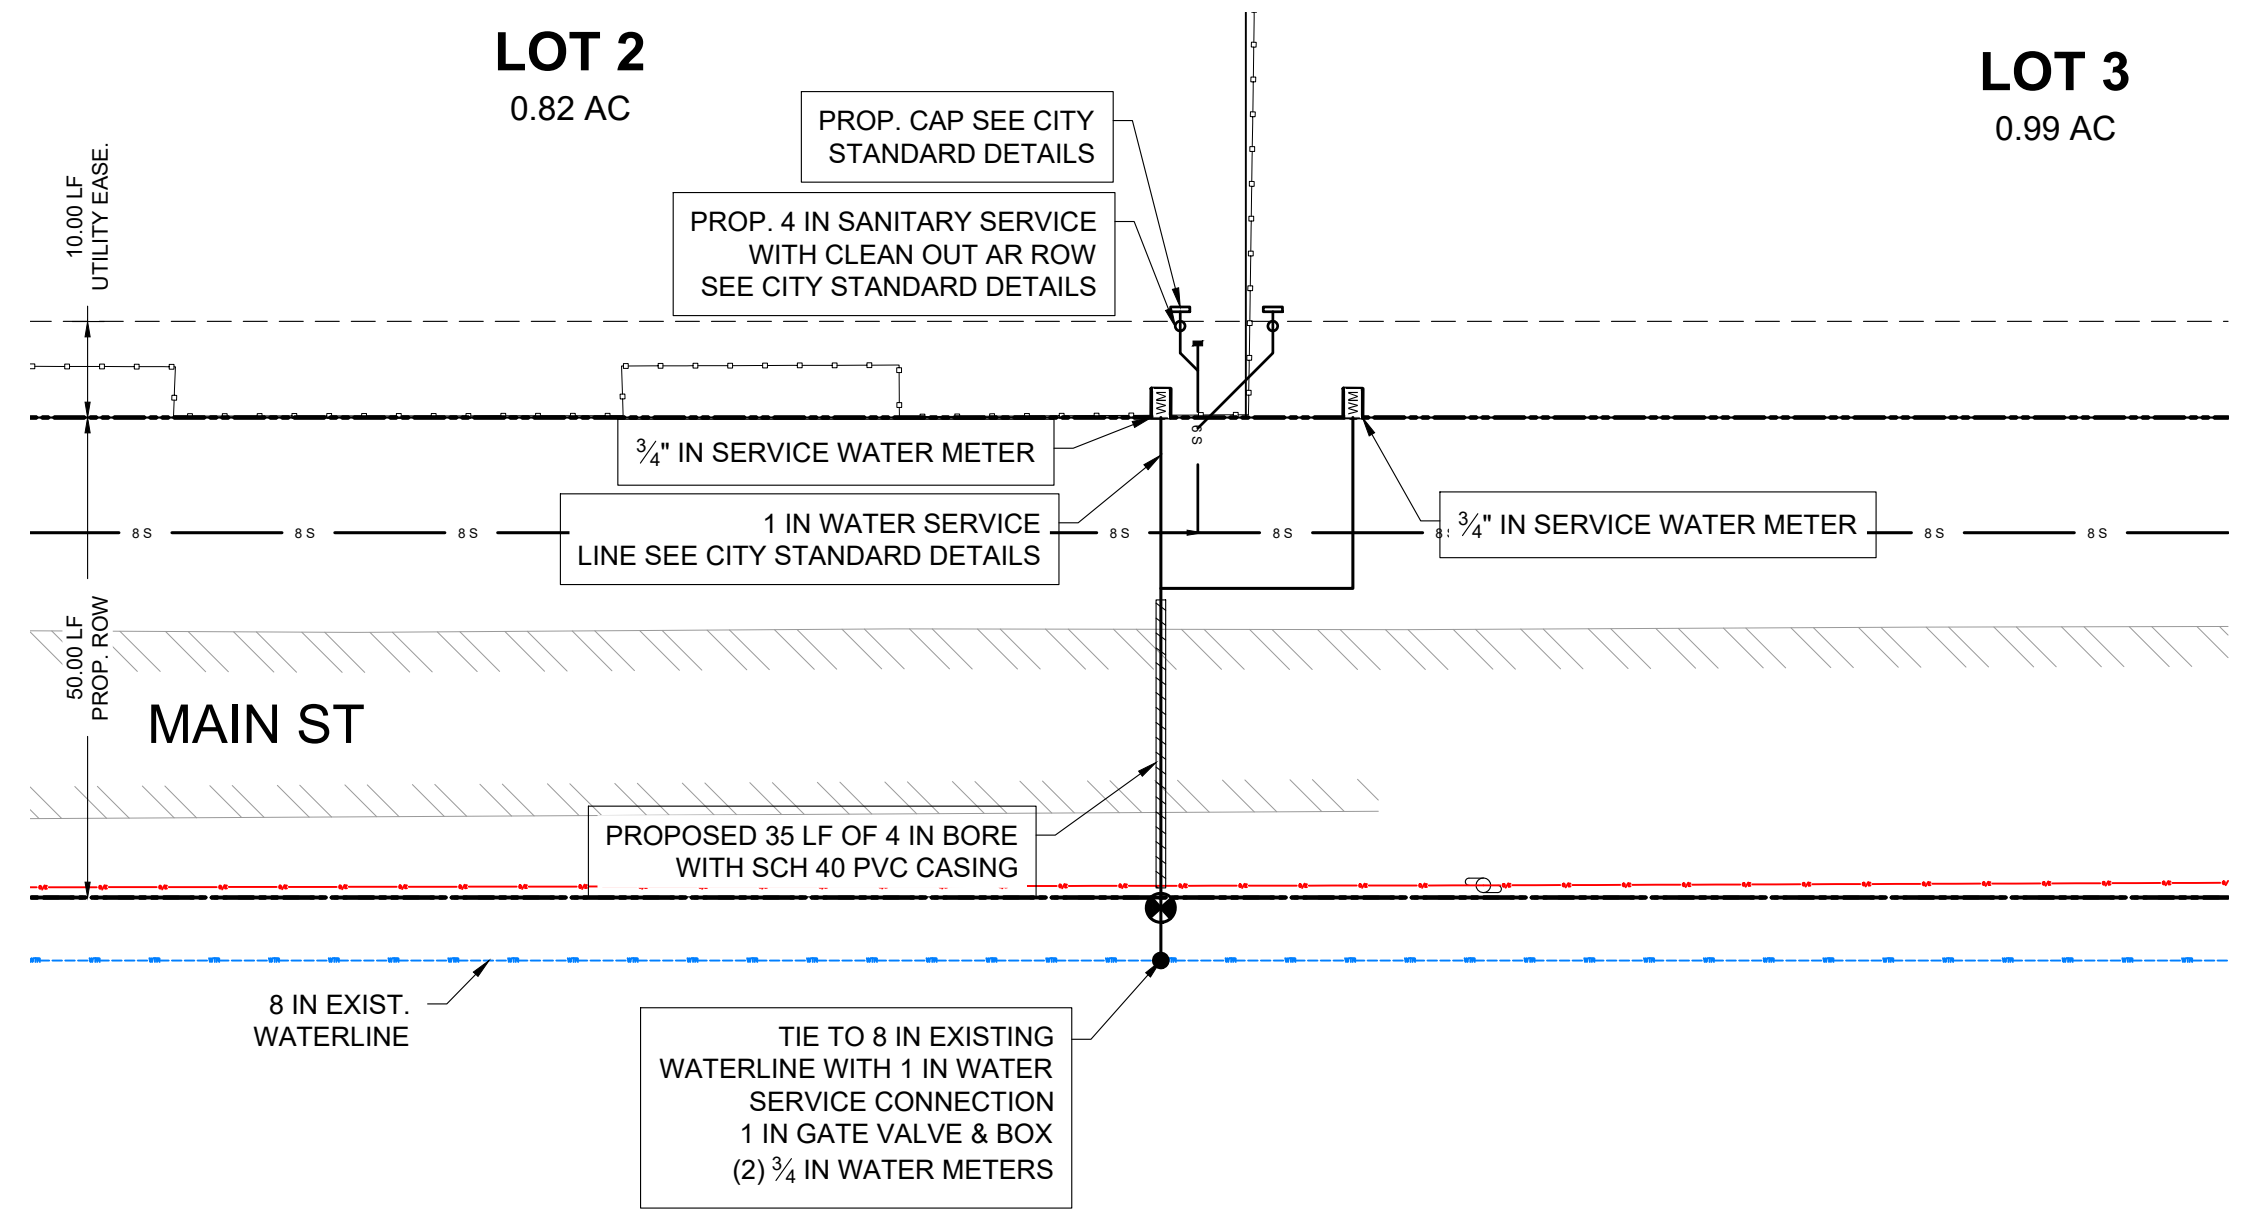 LOT 2
0.82 AC
LOT 3
0.99 AC
PROP. CAP SEE CITY
STANDARD DETAILS
10.00 LF
UTILITY EASE.
PROP. 4 IN SANITARY SERVICE
WITH CLEAN OUT AR ROW
SEE CITY STANDARD DETAILS
WM
WM
¾" IN SERVICE WATER METER
1 IN WATER SERVICE
LINE SEE CITY STANDARD DETAILS
¾" IN SERVICE WATER METER
8 S
8 S
8 S
8 S
8 S
8 S
8 S
50.00 LF
PROP. ROW
MAIN ST
PROPOSED 35 LF OF 4 IN BORE
WITH SCH 40 PVC CASING
8 IN EXIST.
WATERLINE
TIE TO 8 IN EXISTING
WATERLINE WITH 1 IN WATER
SERVICE CONNECTION
1 IN GATE VALVE & BOX
(2) ¾ IN WATER METERS